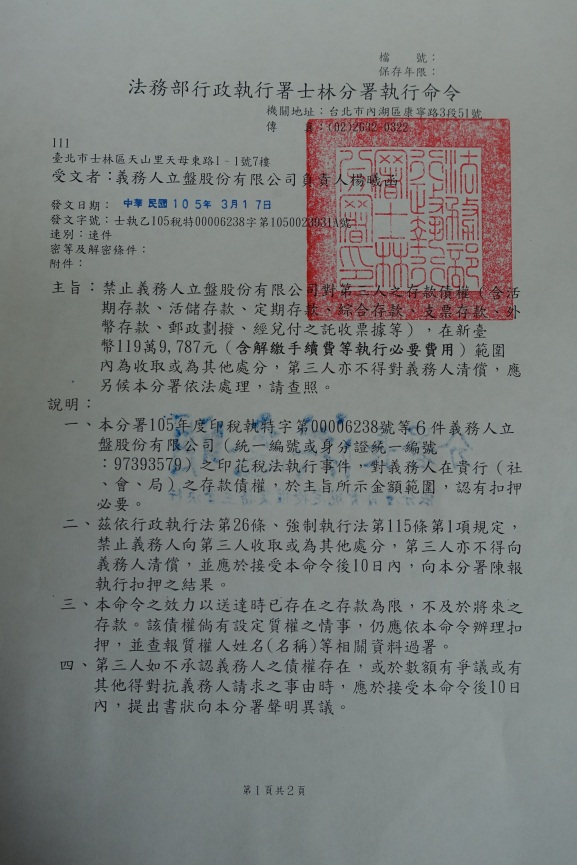 檔 號：
保存年限：
法務部行政執行署士林分署執行命令
機關地址：台北市內湖區康寧路3段51號
傳 真：(02)2632-0322
111
臺北市士林區天山里天母東路1-1號7樓
受文者：義務人立盤股份有限公司負責人楊曦函
發文日期：中華民國105年 3月17日
發文字號：士執乙105稅特00006238字第1050023931A號
速別：速件
密等及解密條件：
附件：
主旨：禁止義務人立盤股份有限公司對第三人之存款債權（含活
期存款、活儲存款、定期存款、綜合存款、支票存款、外
幣存款、郵政劃撥、經兌付之託收票據等），在新臺
幣119萬9,787元（含解繳手續費等執行必要費用）範圍
內為收取或為其他處分，第三人亦不得對義務人清償，應
另候本分署依法處理，請查照。
說明：
一、本分署105年度印稅執特字第00006238號等6件義務人立
盤股份有限公司（統一編號或身分證統一編號
：97393579）之印花稅法執行事件，對義務人在貴行（社
、會、局）之存款債權，於主旨所示金額範圍，認有扣押
必要。
二、茲依行政執行法第26條、強制執行法第115條第1項規定，
禁止義務人向第三人收取或為其他處分，第三人亦不得向
義務人清償，並應於接受本命令後10日內，向本分署陳報
執行扣押之結果。
三、本命令之效力以送達時已存在之存款為限，不及於將來之
存款。該債權倘有設定質權之情事，仍應依本命令辦理扣
押，並查報質權人姓名(名稱)等相關資料過署。
四、第三人如不承認義務人之債權存在，或於數額有爭議或有
其他得對抗義務人請求之事由時，應於接受本命令後10日
內，提出書狀向本分署聲明異議。
法務部行政執行署士林分署印
第1頁共2頁